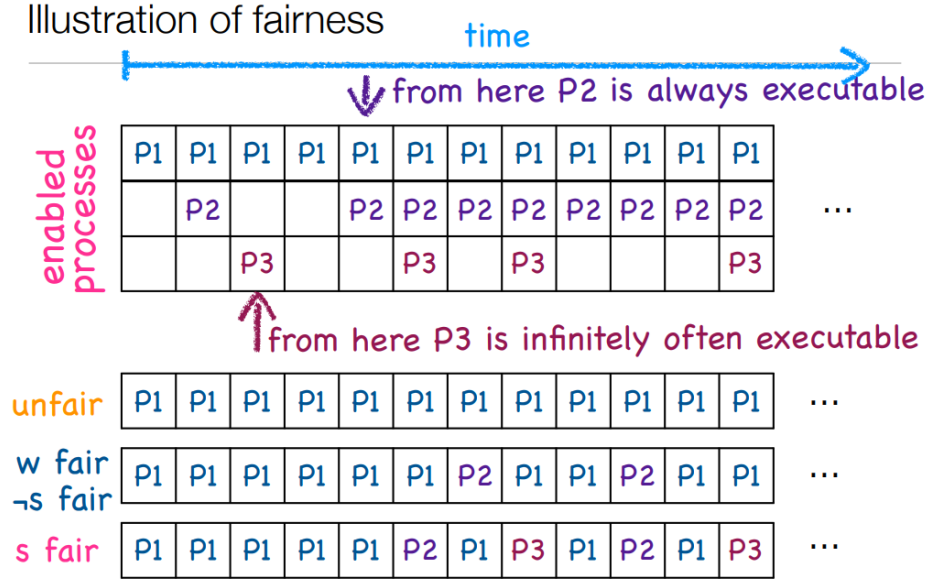 Illustration of fairness
time
from here P2 is always executable
enabled
processes
P1 P1 P1 P1 P1 P1 P1 P1 P1 P1 P1 P1
P2 P2 P2 P2 P2 P2 P2 P2 P2 ...
P3 P3 P3 P3
from here P3 is infinitely often executable
unfair P1 P1 P1 P1 P1 P1 P1 P1 P1 P1 P1 P1 ...
w fair
¬s fair
P1 P1 P1 P1 P1 P1 P2 P1 P1 P2 P1 P1 ...
s fair P1 P1 P1 P1 P1 P2 P1 P3 P1 P2 P1 P3 ...